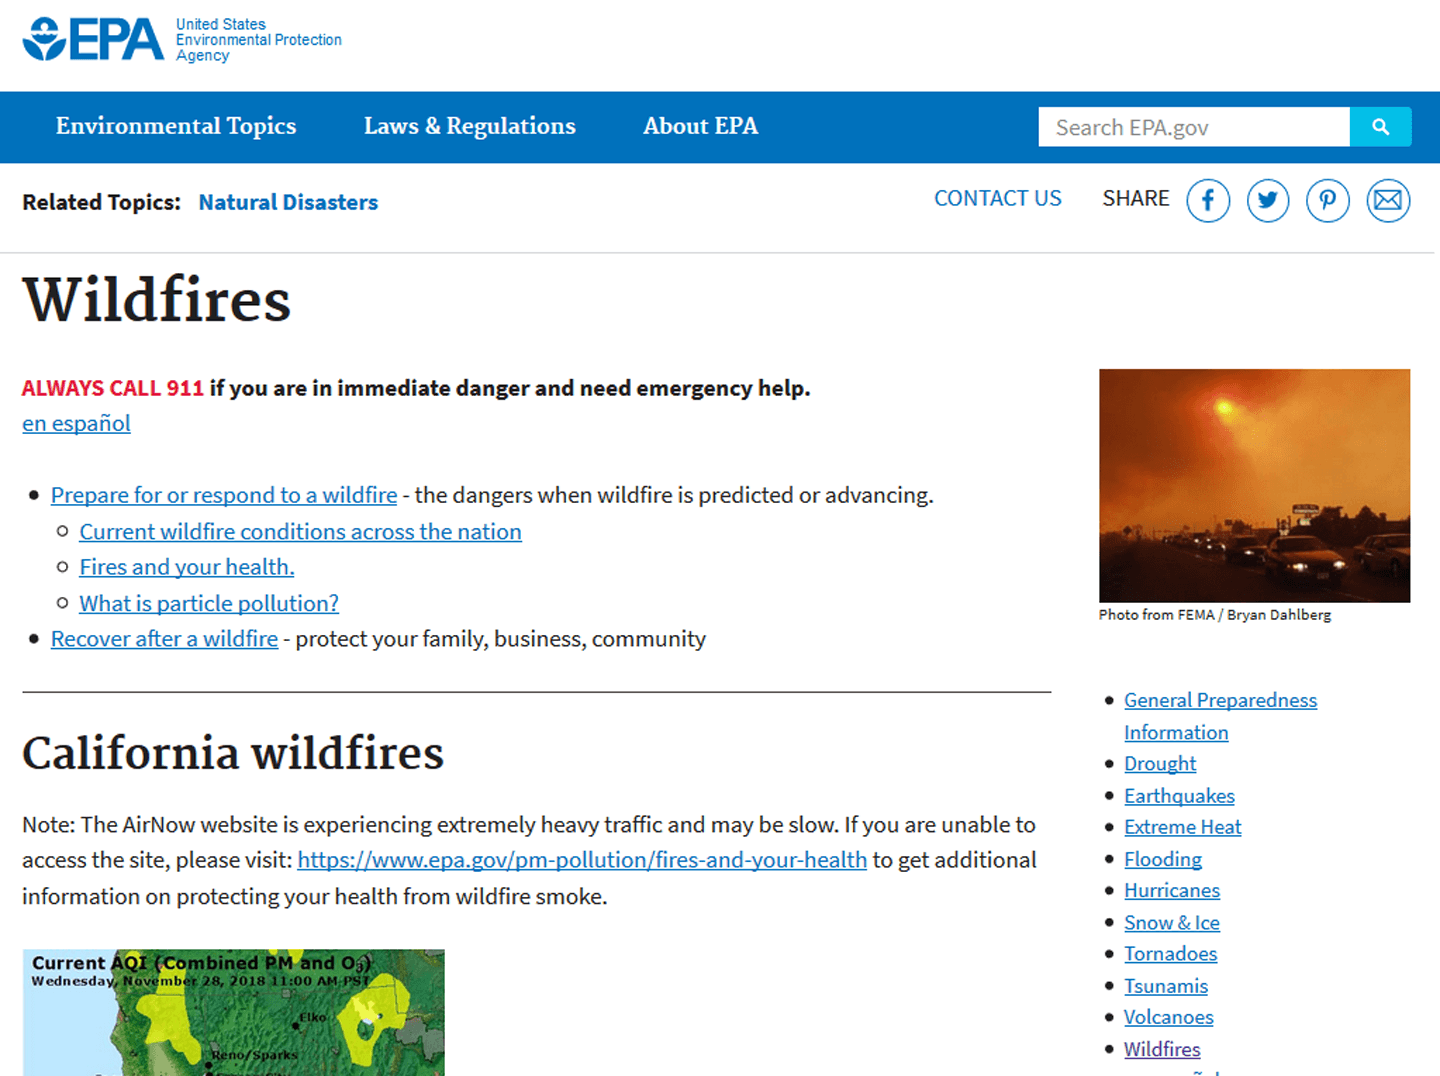 EPA
United States
Environmental Protection
Agency
Environmental Topics
Laws & Regulations
About EPA
Search EPA.gov
Related Topics: Natural Disasters
CONTACT US
SHARE
Wildfires
ALWAYS CALL 911 if you are in immediate danger and need emergency help.
en español
Prepare for or respond to a wildfire - the dangers when wildfire is predicted or advancing.
Current wildfire conditions across the nation
Fires and your health.
What is particle pollution?
Recover after a wildfire - protect your family, business, community
Photo from FEMA / Bryan Dahlberg
California wildfires
Note: The AirNow website is experiencing extremely heavy traffic and may be slow. If you are unable to
access the site, please visit: https://www.epa.gov/pm-pollution/fires-and-your-health to get additional
information on protecting your health from wildfire smoke.
Current AQI (Combined PM and O3)
Wednesday, November 28, 2018 11:00 AM PST
Elko
Reno/Sparks
General Preparedness
Information
Drought
Earthquakes
Extreme Heat
Flooding
Hurricanes
Snow & Ice
Tornadoes
Tsunamis
Volcanoes
Wildfires